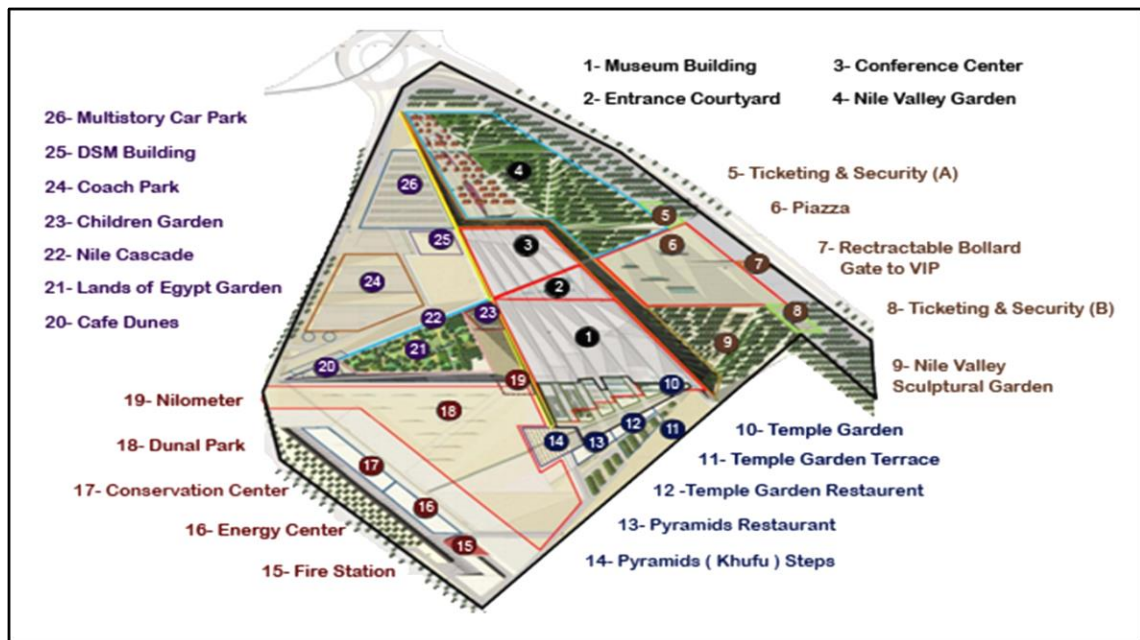 1- Museum Building
2- Entrance Courtyard
3- Conference Center
4- Nile Valley Garden
5- Ticketing & Security (A)
6- Piazza
7- Rectractable Bollard
Gate to VIP
8- Ticketing & Security (B)
9- Nile Valley
Sculptural Garden
10- Temple Garden
11- Temple Garden Terrace
12 -Temple Garden Restaurent
13- Pyramids Restaurant
14- Pyramids ( Khufu ) Steps
26- Multistory Car Park
25- DSM Building
24- Coach Park
23- Children Garden
22- Nile Cascade
21- Lands of Egypt Garden
20- Cafe Dunes
19- Nilometer
18- Dunal Park
17- Conservation Center
16- Energy Center
15- Fire Station
4
26
5
25
3
6
7
24
2
8
22
23
1
9
21
20
19
10
18
12
11
14
13
17
16
15